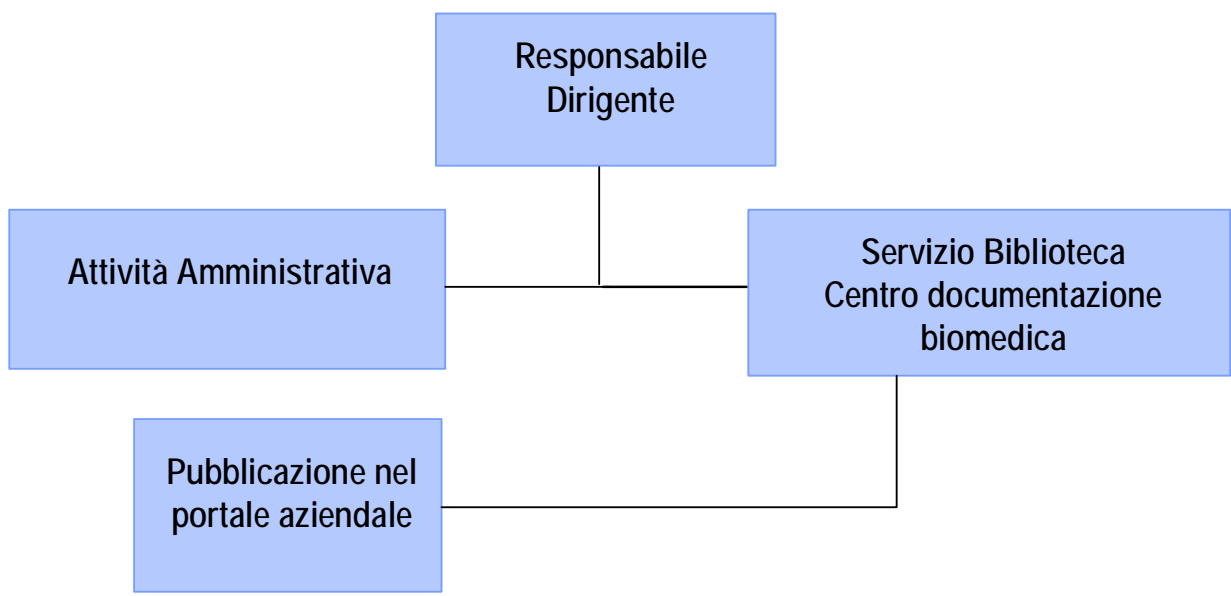 Responsabile
Dirigente
Attività Amministrativa
Servizio Biblioteca
Centro documentazione
biomedica
Pubblicazione nel
portale aziendale